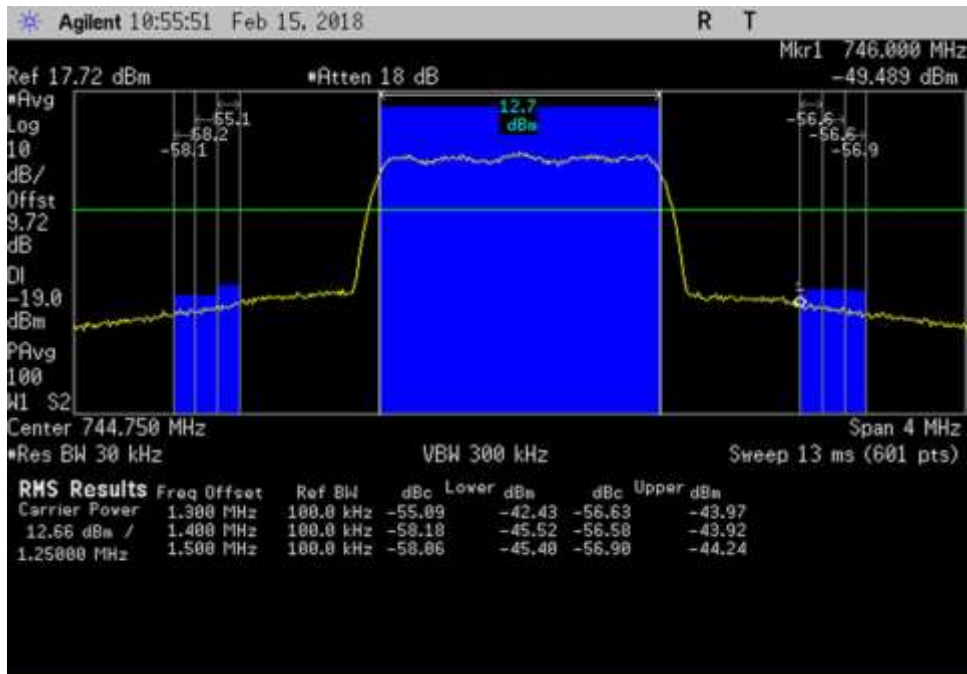 Agilent 10:55:51 Feb 15, 2018 R T
Mkr1 746.000 MHz
Ref 17.72 dBm #Atten 18 dB -49.489 dBm
#Avg
Log
10
dB/
Offst
9.72
dB
DI
-19.0
dBm
PAvg
100
W1 S2
12.7
dBm
-55.1
-58.2
-58.1
-56.6
-56.6
-56.9
1
Center 744.750 MHz Span 4 MHz
#Res BW 30 kHz VBW 300 kHz Sweep 13 ms (601 pts)
RMS Results Freq Offset Ref BW dBc Lower dBm dBc Upper dBm
Carrier Power 1.300 MHz 100.0 kHz -55.09 -42.43 -56.63 -43.97
12.66 dBm / 1.400 MHz 100.0 kHz -58.18 -45.52 -56.58 -43.92
1.25000 MHz 1.500 MHz 100.0 kHz -58.06 -45.40 -56.90 -44.24